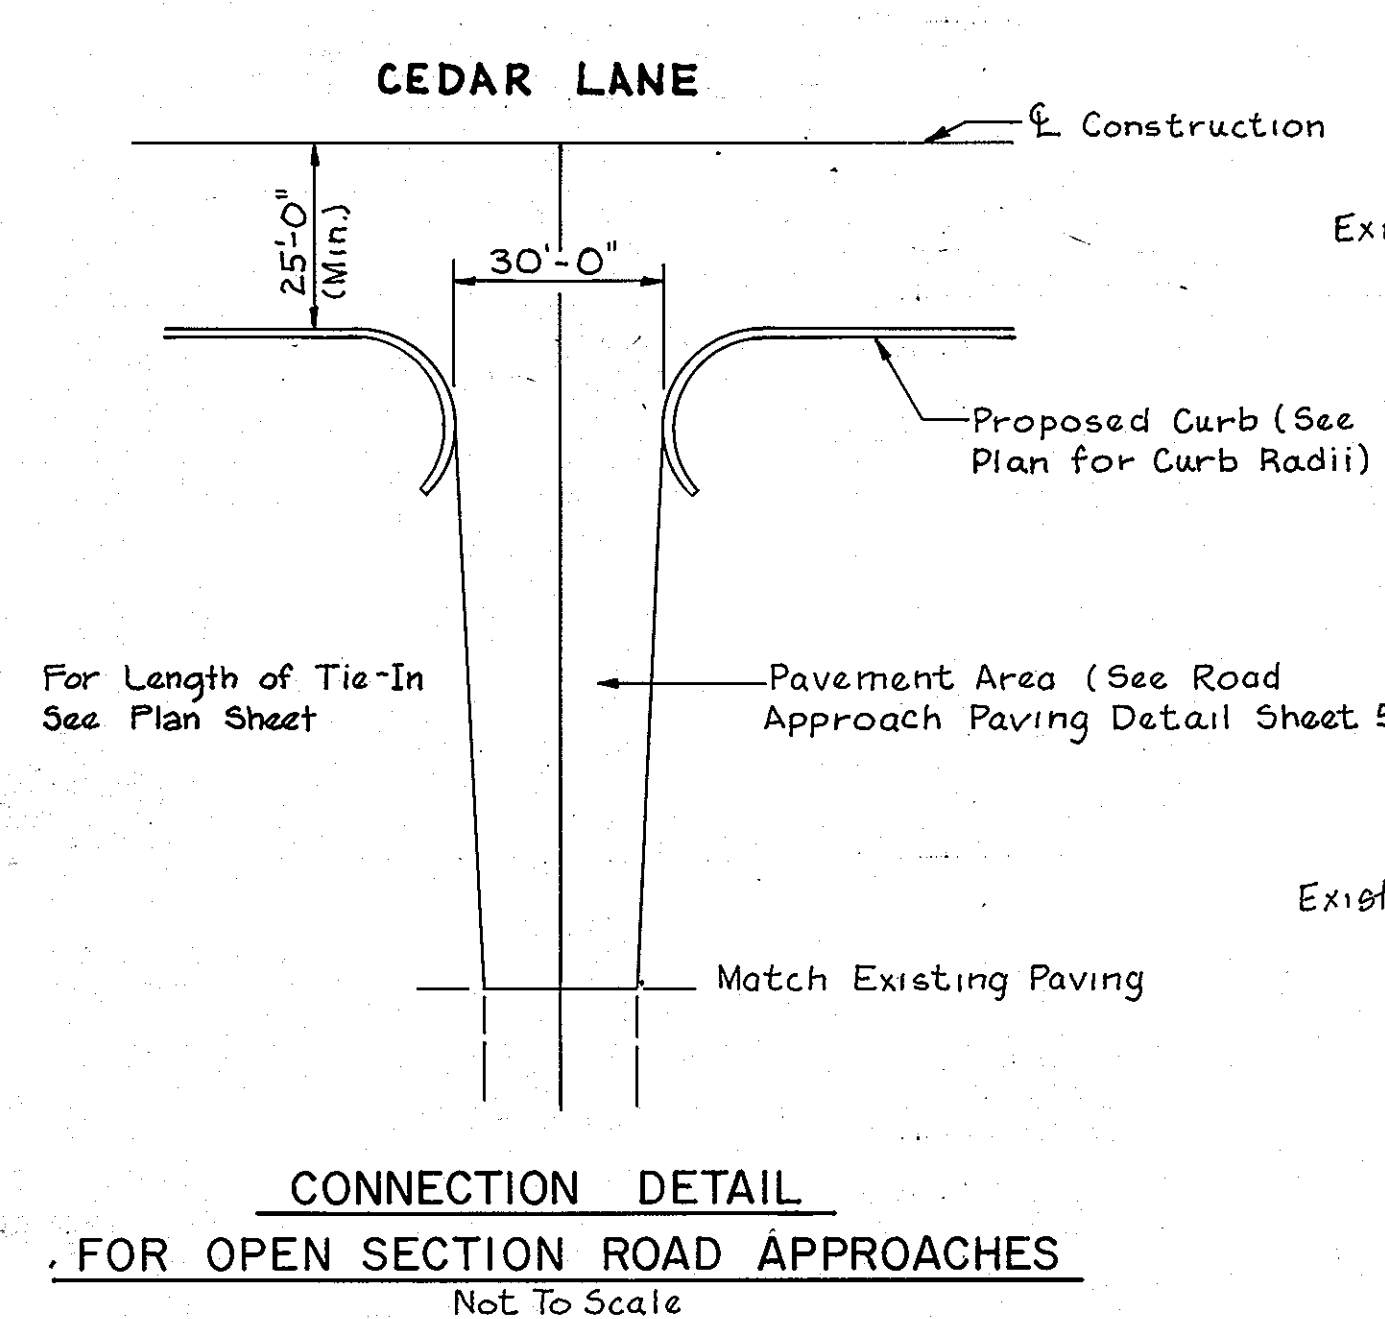 CEDAR LANE
℄ Construction
25'-0"
(Min.)
30'-0"
Proposed Curb (See
Plan for Curb Radii)
For Length of Tie-In
See Plan Sheet
Pavement Area (See Road
Approach Paving Detail Sheet 5
Match Existing Paving
CONNECTION DETAIL
FOR OPEN SECTION ROAD APPROACHES
Not To Scale